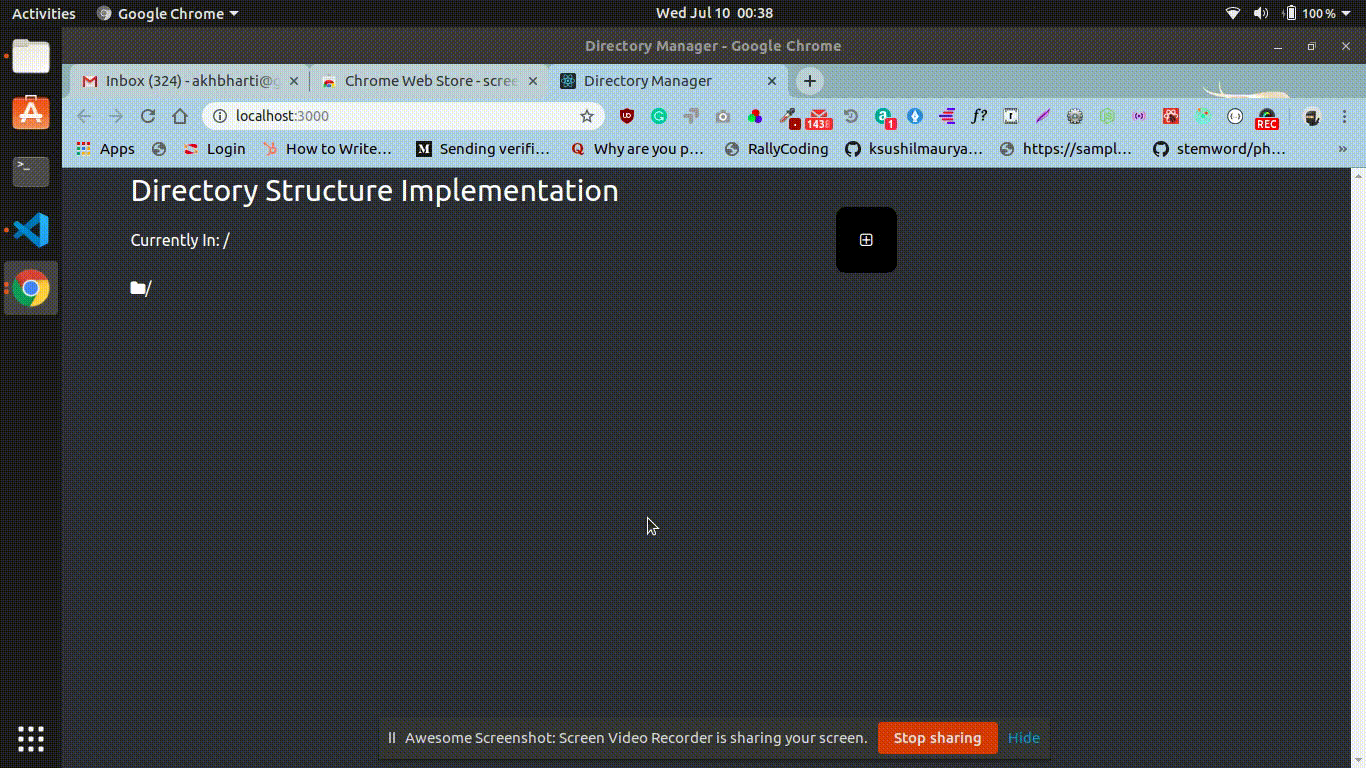 Activities Google Chrome Wed Jul 10 00:38 100 %
Directory Manager - Google Chrome
Inbox (324) - akhbharti@g Chrome Web Store - scree Directory Manager
localhost:3000 1438 1 f? REC
Apps Login How to Write... Sending verifi... Why are you p... RallyCoding ksushilmaurya... https://sampl... stemword/ph... »
Directory Structure Implementation
Currently In: /
/
Awesome Screenshot: Screen Video Recorder is sharing your screen. Stop sharing Hide